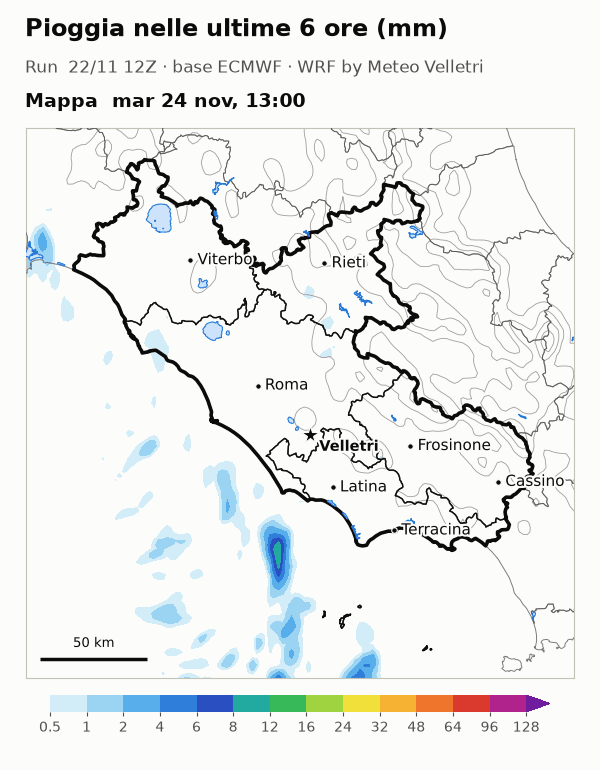 Pioggia nelle ultime 6 ore (mm)
Run  22/11 12Z · base ECMWF · WRF by Meteo Velletri
Mappa  mar 24 nov, 13:00
Viterbo
Rieti
Roma
Velletri
Frosinone
Latina
Cassino
Terracina
50 km
0.5 1 2 4 6 8 12 16 24 32 48 64 96 128